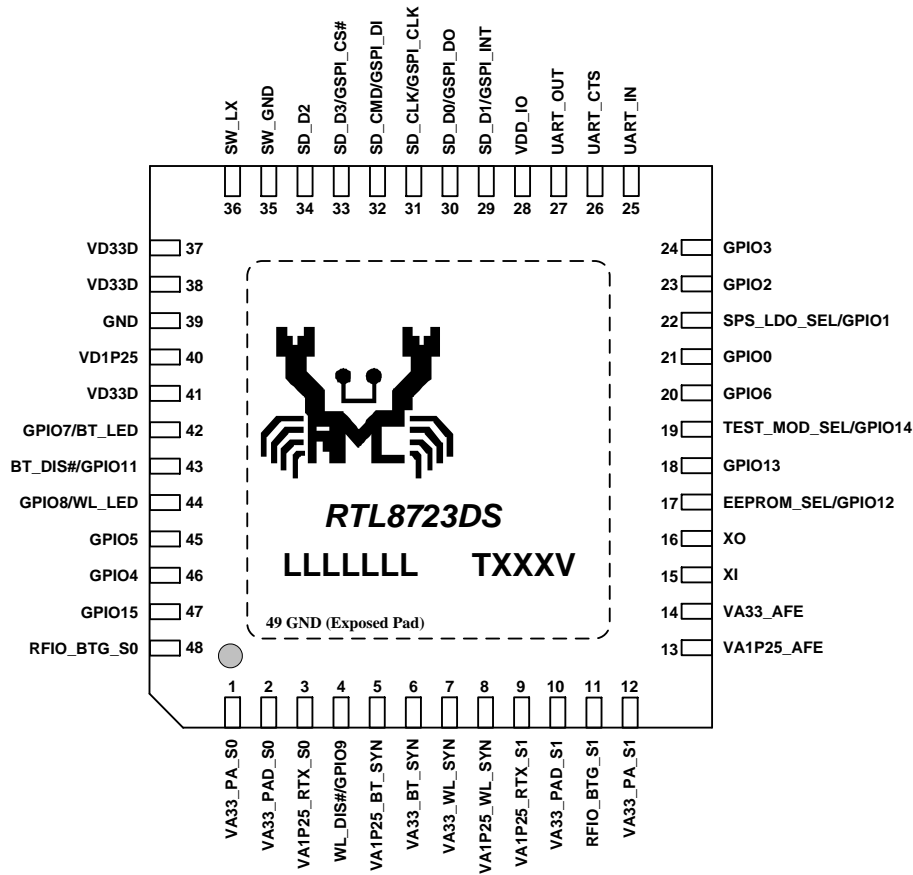 SW_LX
SW_GND
SD_D2
SD_D3/GSPI_CS#
SD_CMD/GSPI_DI
SD_CLK/GSPI_CLK
SD_D0/GSPI_DO
SD_D1/GSPI_INT
VDD_IO
UART_OUT
UART_CTS
UART_IN
36 35 34 33 32 31 30 29 28 27 26 25
VD33D 37
VD33D 38
GND 39
VD1P25 40
VD33D 41
GPIO7/BT_LED 42
BT_DIS#/GPIO11 43
GPIO8/WL_LED 44
GPIO5 45
GPIO4 46
GPIO15 47
RFIO_BTG_S0 48
24 GPIO3
23 GPIO2
22 SPS_LDO_SEL/GPIO1
21 GPIO0
20 GPIO6
19 TEST_MOD_SEL/GPIO14
18 GPIO13
17 EEPROM_SEL/GPIO12
16 XO
15 XI
14 VA33_AFE
13 VA1P25_AFE
RTL8723DS
LLLLLLL TXXXV
49 GND (Exposed Pad)
1 2 3 4 5 6 7 8 9 10 11 12
VA33_PA_S0
VA33_PAD_S0
VA1P25_RTX_S0
WL_DIS#/GPIO9
VA1P25_BT_SYN
VA33_BT_SYN
VA33_WL_SYN
VA1P25_WL_SYN
VA1P25_RTX_S1
VA33_PAD_S1
RFIO_BTG_S1
VA33_PA_S1